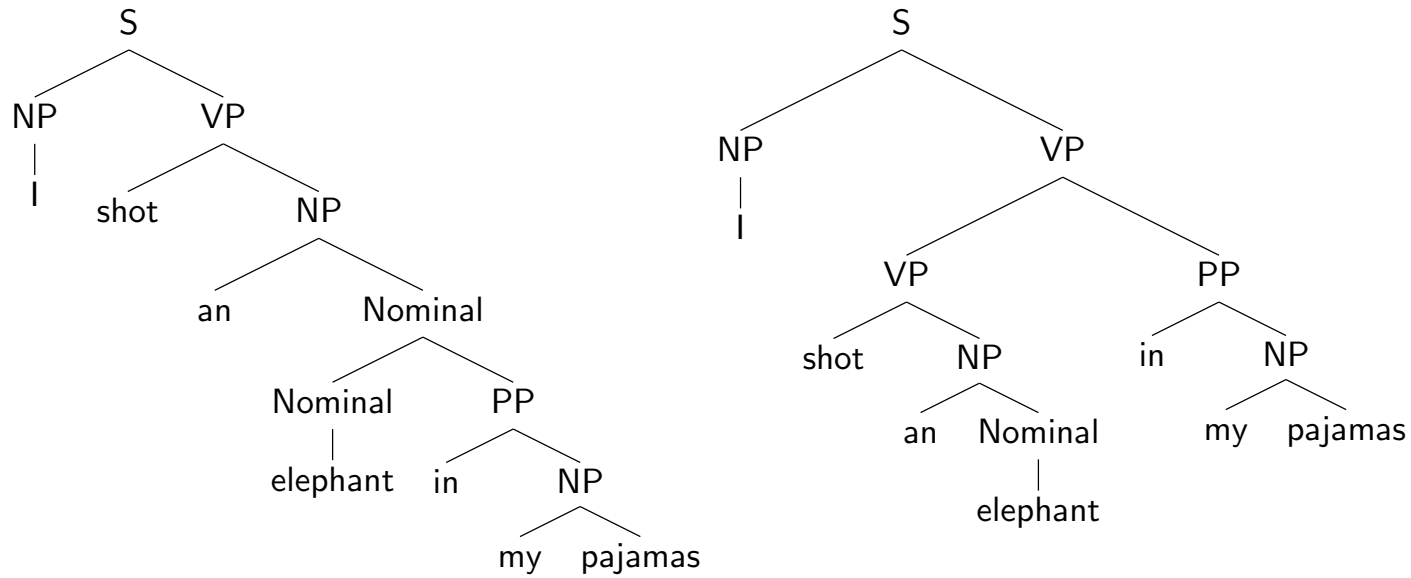 S
NP VP
I
shot NP
an Nominal
Nominal PP
elephant in NP
my pajamas
S
NP VP
I
VP PP
shot NP in NP
an Nominal my pajamas
elephant